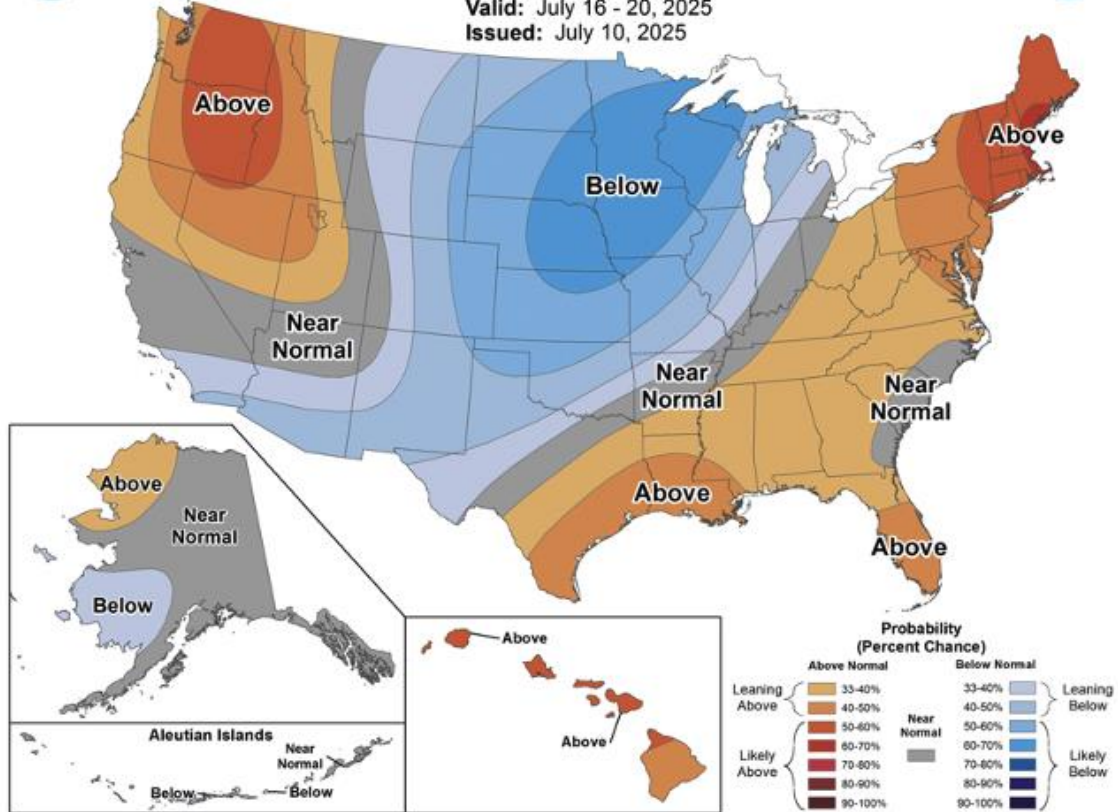 Valid: July 16 - 20, 2025
Issued: July 10, 2025
Above
Above
Below
Near
Normal
Near
Normal
Near
Normal
Above
Above
Above
Near
Normal
Below
Aleutian Islands
Near
Normal
Below
Below
Above
Above
Probability
(Percent Chance)
Above Normal
Below Normal
Leaning
Above
33-40%
40-50%
Likely
Above
50-60%
60-70%
70-80%
80-90%
90-100%
Near
Normal
33-40%
40-50%
Leaning
Below
50-60%
60-70%
70-80%
80-90%
90-100%
Likely
Below